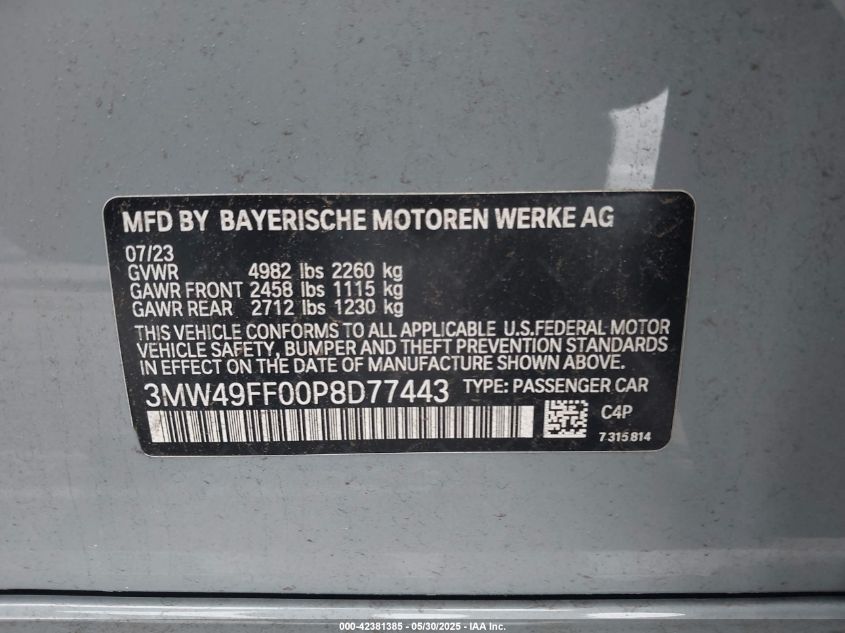 MFD BY BAYERISCHE MOTOREN WERKE AG
07/23
GVWR 4982 lbs 2260 kg
GAWR FRONT 2458 lbs 1115 kg
GAWR REAR 2712 lbs 1230 kg
THIS VEHICLE CONFORMS TO ALL APPLICABLE U.S.FEDERAL MOTOR
VEHICLE SAFETY, BUMPER AND THEFT PREVENTION STANDARDS
IN EFFECT ON THE DATE OF MANUFACTURE SHOWN ABOVE.
3MW49FF00P8D77443 TYPE: PASSENGER CAR
C4P
7315814
000-42381385 - 05/30/2025 - IAA Inc.